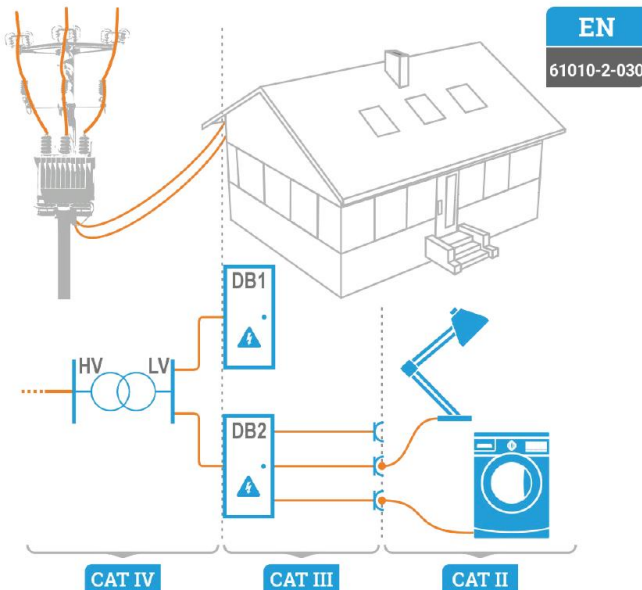 EN
61010-2-030
DB1
HV
LV
DB2
CAT IV
CAT III
CAT II